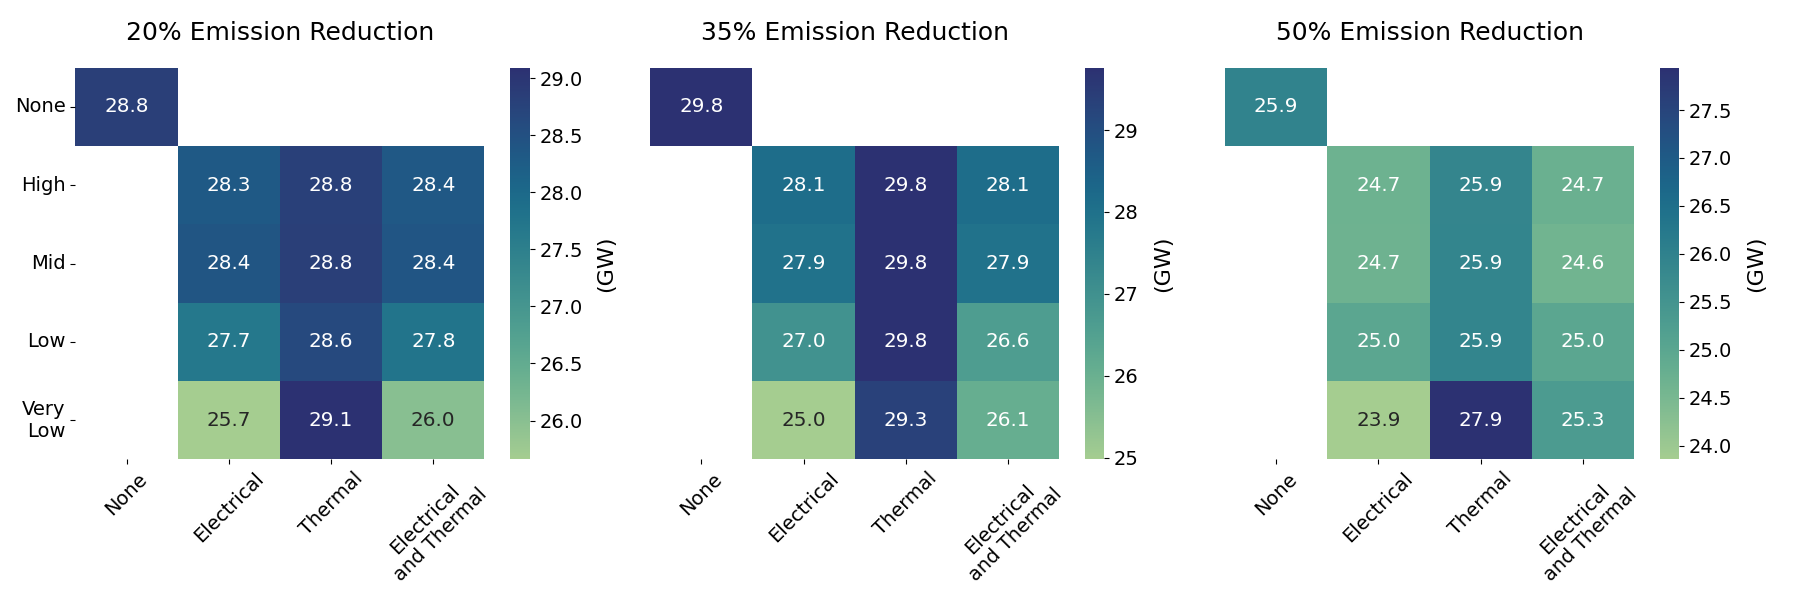 20% Emission Reduction
35% Emission Reduction
50% Emission Reduction
None
High
Mid
Low
Very
Low
28.8
28.3 28.8 28.4
28.4 28.8 28.4
27.7 28.6 27.8
25.7 29.1 26.0
None
Electrical
Thermal
Electrical
and Thermal
29.0
28.5
28.0
27.5
27.0
26.5
26.0
(GW)
29.8
28.1 29.8 28.1
27.9 29.8 27.9
27.0 29.8 26.6
25.0 29.3 26.1
None
Electrical
Thermal
Electrical
and Thermal
29
28
27
26
25
(GW)
25.9
24.7 25.9 24.7
24.7 25.9 24.6
25.0 25.9 25.0
23.9 27.9 25.3
None
Electrical
Thermal
Electrical
and Thermal
27.5
27.0
26.5
26.0
25.5
25.0
24.5
24.0
(GW)